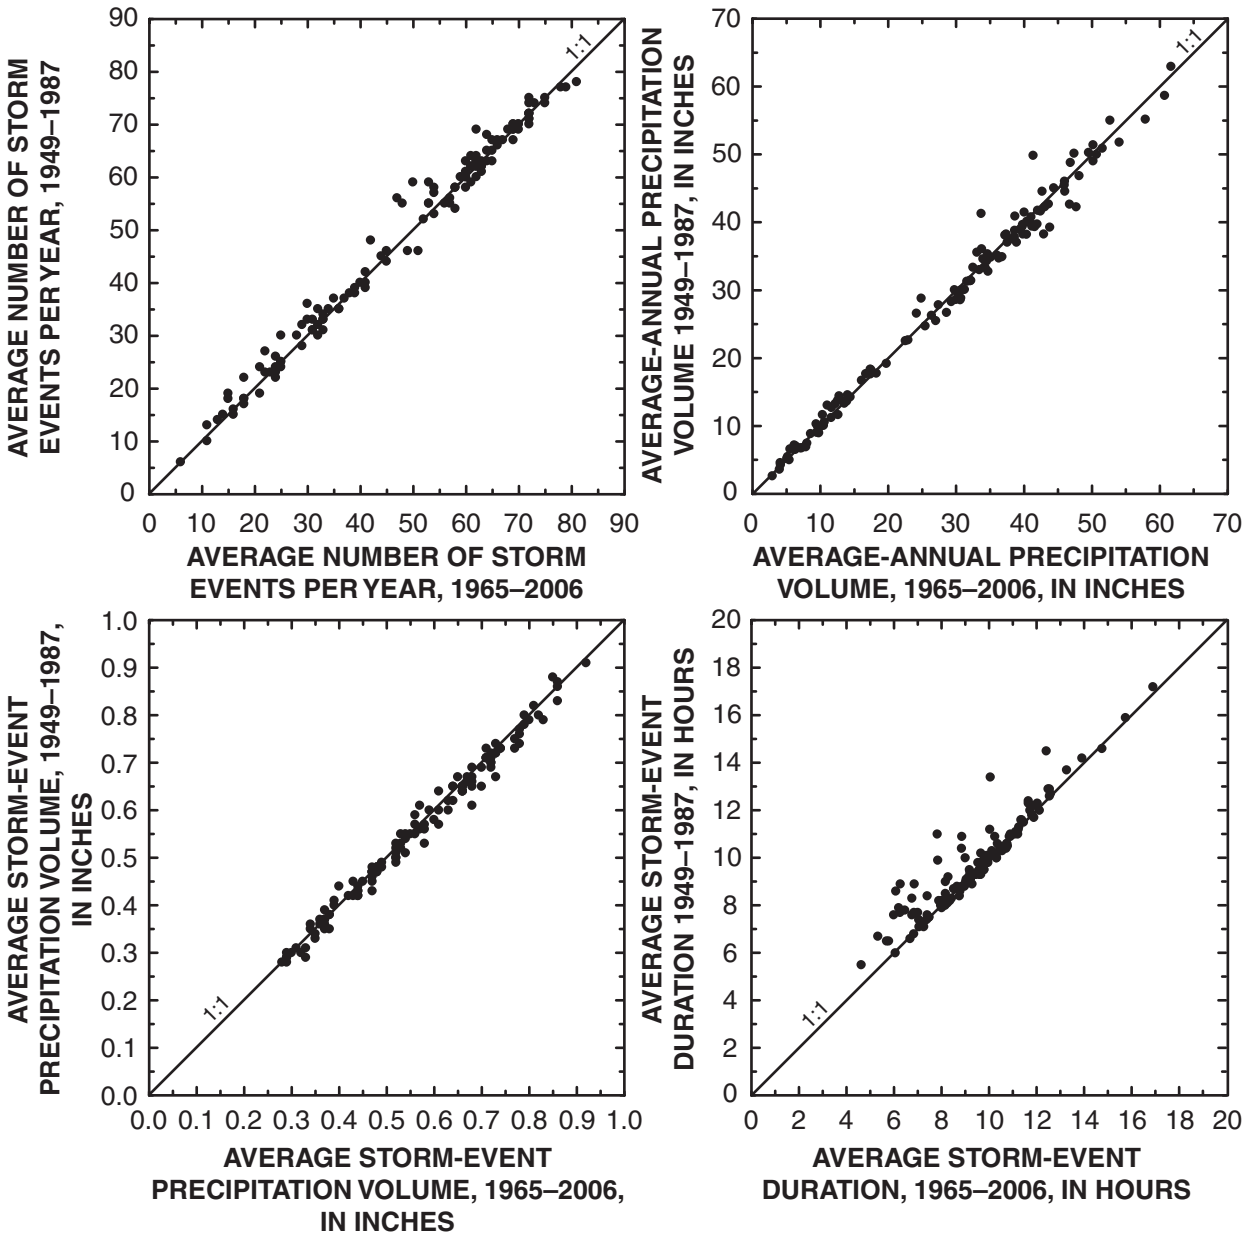 AVERAGE NUMBER OF STORM
EVENTS PER YEAR, 1949–1987
90
80
70
60
50
40
30
20
10
0
1:1
0 10 20 30 40 50 60 70 80 90
AVERAGE NUMBER OF STORM
EVENTS PER YEAR, 1965–2006
AVERAGE-ANNUAL PRECIPITATION
VOLUME 1949–1987, IN INCHES
70
60
50
40
30
20
10
0
1:1
0 10 20 30 40 50 60 70
AVERAGE-ANNUAL PRECIPITATION
VOLUME, 1965–2006, IN INCHES
AVERAGE STORM-EVENT
PRECIPITATION VOLUME, 1949–1987,
IN INCHES
1.0
0.9
0.8
0.7
0.6
0.5
0.4
0.3
0.2
0.1
0.0
1:1
0.0 0.1 0.2 0.3 0.4 0.5 0.6 0.7 0.8 0.9 1.0
AVERAGE STORM-EVENT
PRECIPITATION VOLUME, 1965–2006,
IN INCHES
AVERAGE STORM-EVENT
DURATION 1949–1987, IN HOURS
20
18
16
14
12
10
8
6
4
2
0
1:1
0 2 4 6 8 10 12 14 16 18 20
AVERAGE STORM-EVENT
DURATION, 1965–2006, IN HOURS